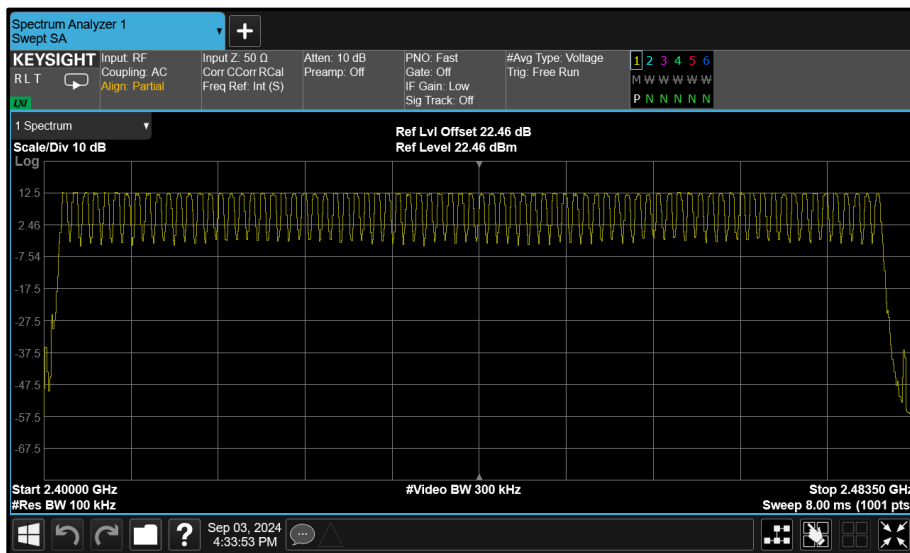 Spectrum Analyzer 1
Swept SA
+
KEYSIGHT
R L T
LXI
Input: RF
Coupling: AC
Align: Partial
Input Z: 50 Ω
Corr CCorr RCal
Freq Ref: Int (S)
Atten: 10 dB
Preamp: Off
PNO: Fast
Gate: Off
IF Gain: Low
Sig Track: Off
#Avg Type: Voltage
Trig: Free Run
1 2 3 4 5 6
M W W W W W
P N N N N N
1 Spectrum
Scale/Div 10 dB
Ref Lvl Offset 22.46 dB
Ref Level 22.46 dBm
Log
12.5
2.46
-7.54
-17.5
-27.5
-37.5
-47.5
-57.5
-67.5
Start 2.40000 GHz
#Res BW 100 kHz
#Video BW 300 kHz
Stop 2.48350 GHz
Sweep 8.00 ms (1001 pts
?
Sep 03, 2024
4:33:53 PM